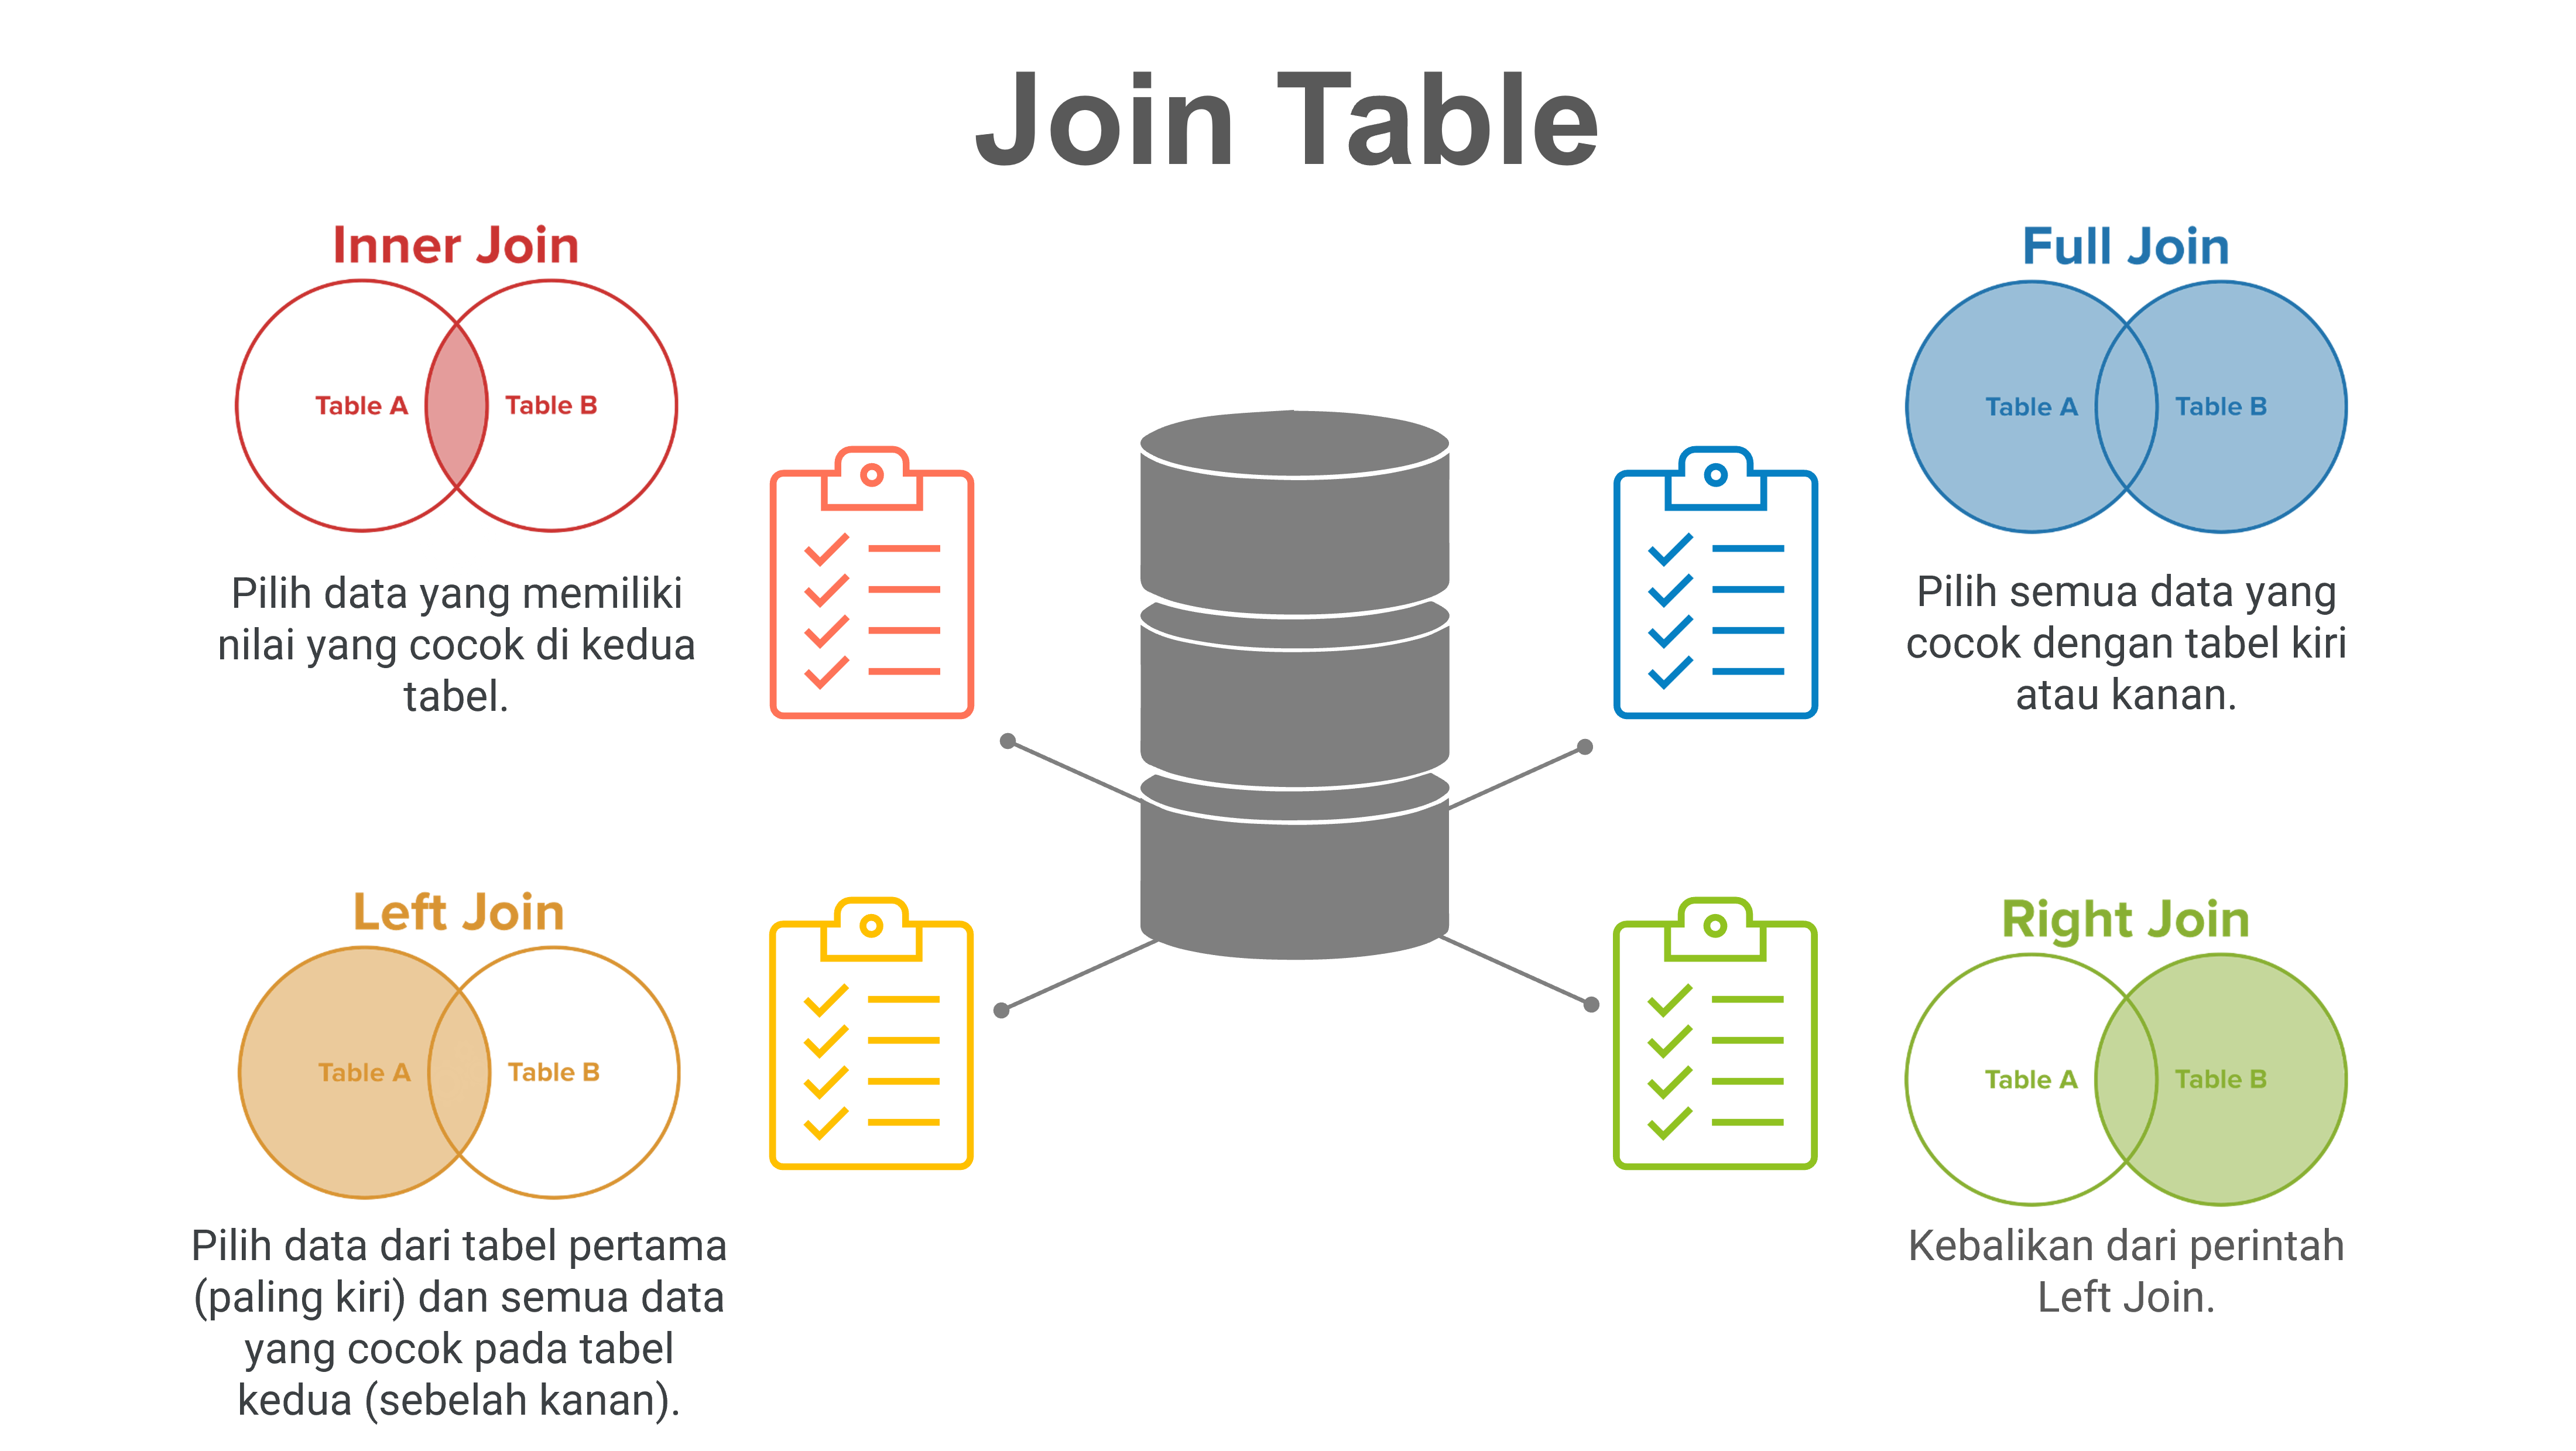 Join Table
Inner Join
Table A
Table B
Pilih data yang memiliki
nilai yang cocok di kedua
tabel.
Full Join
Table A
Table B
Pilih semua data yang
cocok dengan tabel kiri
atau kanan.
Left Join
Table A
Table B
Pilih data dari tabel pertama
(paling kiri) dan semua data
yang cocok pada tabel
kedua (sebelah kanan).
Right Join
Table A
Table B
Kebalikan dari perintah
Left Join.